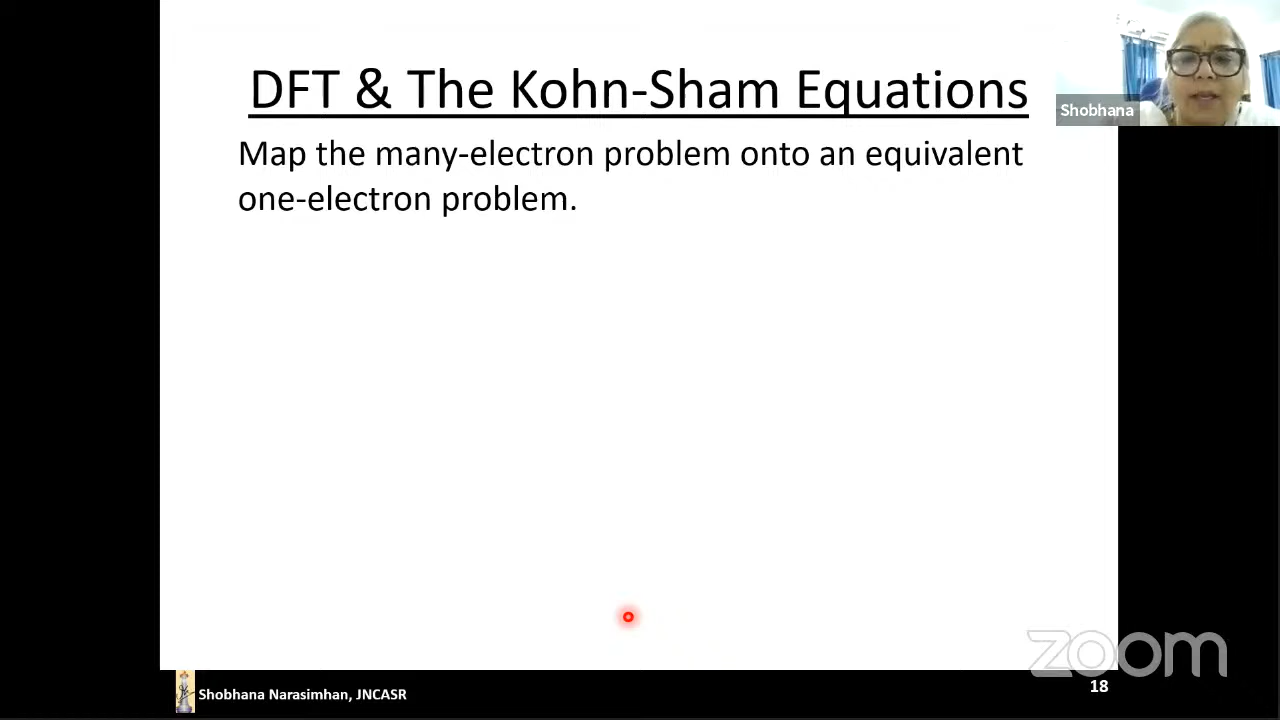 DFT & The Kohn-Sham Equations
Shobhana
Map the many-electron problem onto an equivalent
one-electron problem.
zoom
Shobhana Narasimhan, JNCASR
18